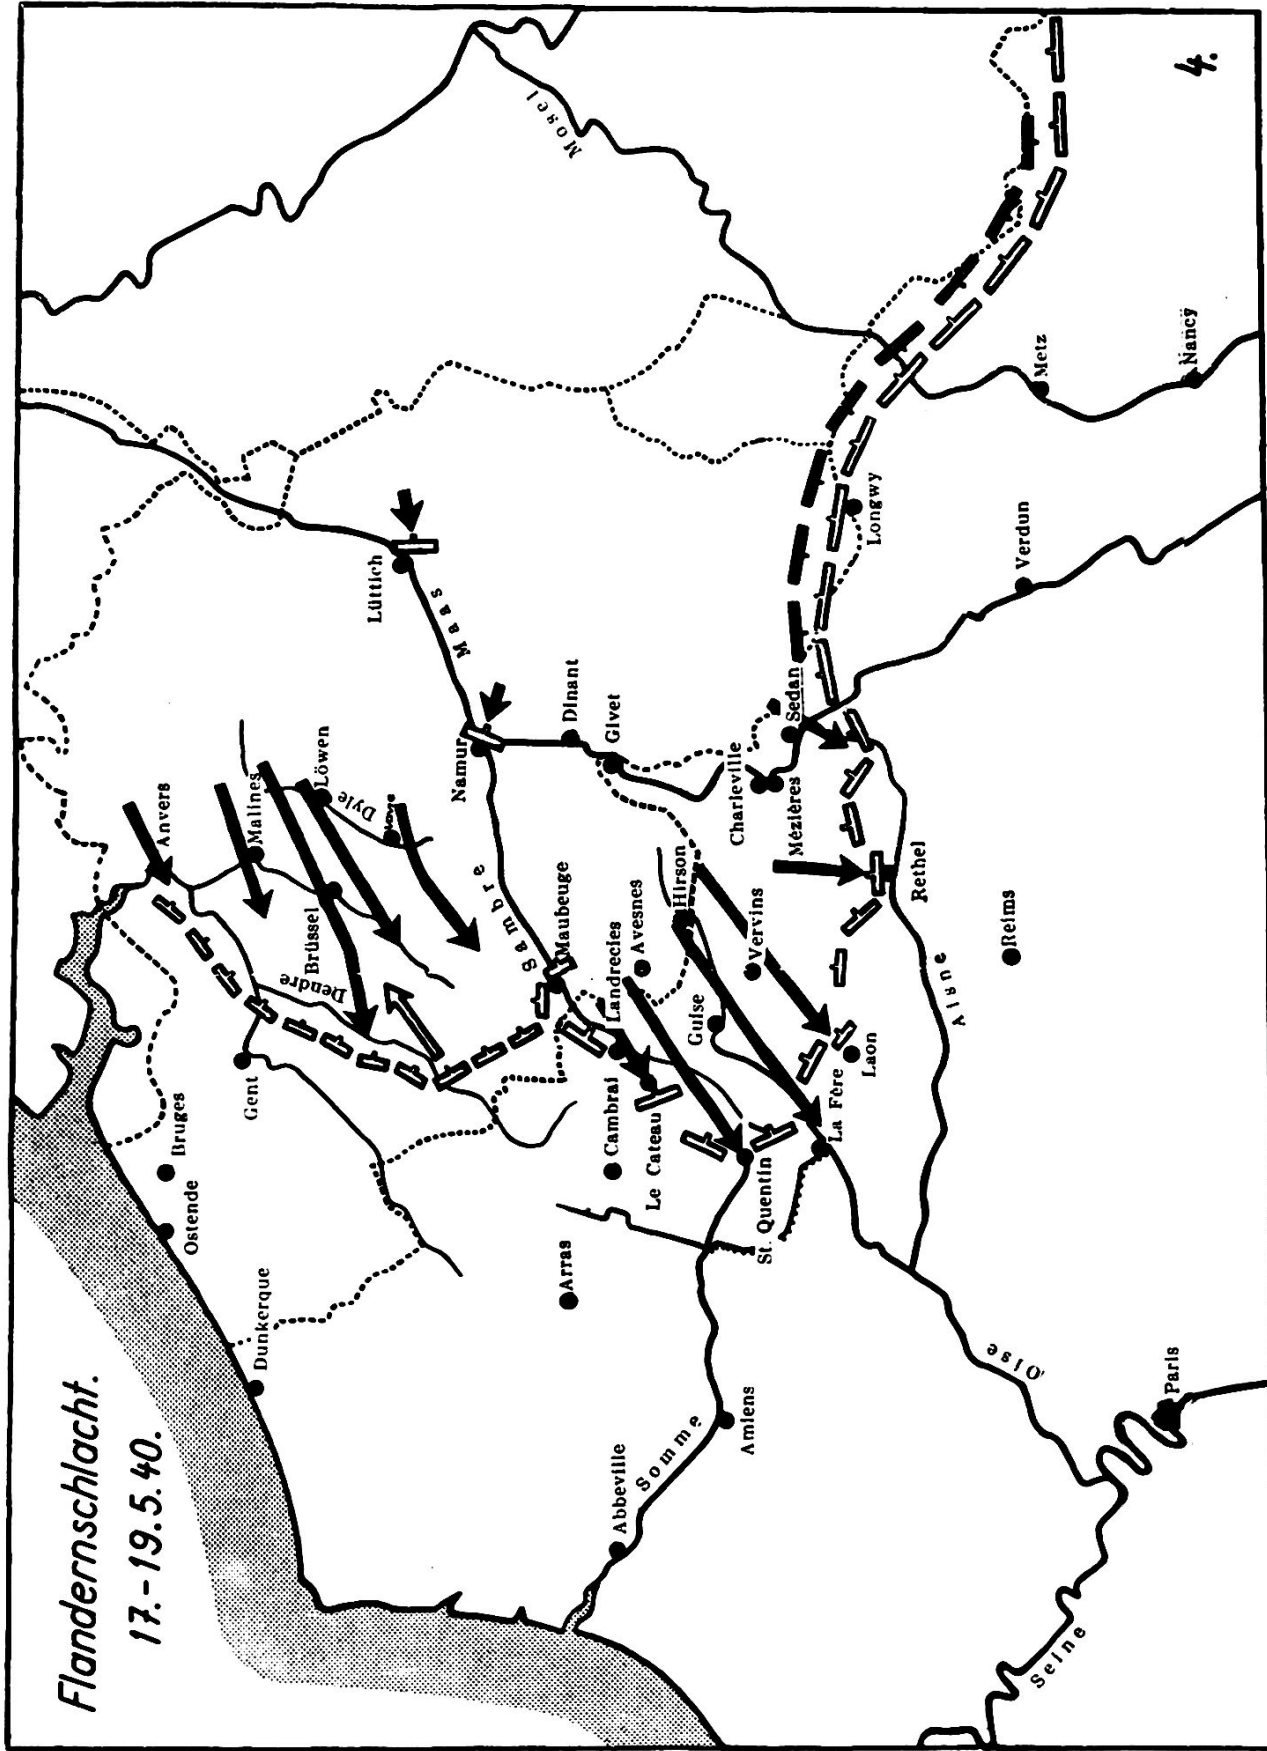 Flandernschlacht.
17.-19.5.40.
4.
Mosel
Ostende
Bruges
Gent
Anvers
Malines
Löwen
Dyle
Brüssel
Dendre
Dunkerque
Lüttich
Maas
Namur
Dinant
Givet
Sambre
Maubeuge
Landrecies
Avesnes
Hirson
Cambrai
Le Cateau
Arras
Guise
Vervins
Charleville
Mézières
Sedan
Longwy
Metz
Nancÿ
Verdun
Rethel
Reims
Aisne
Laon
La Fère
St. Quentin
Abbeville
Somme
Amiens
Oise
Paris
Seine